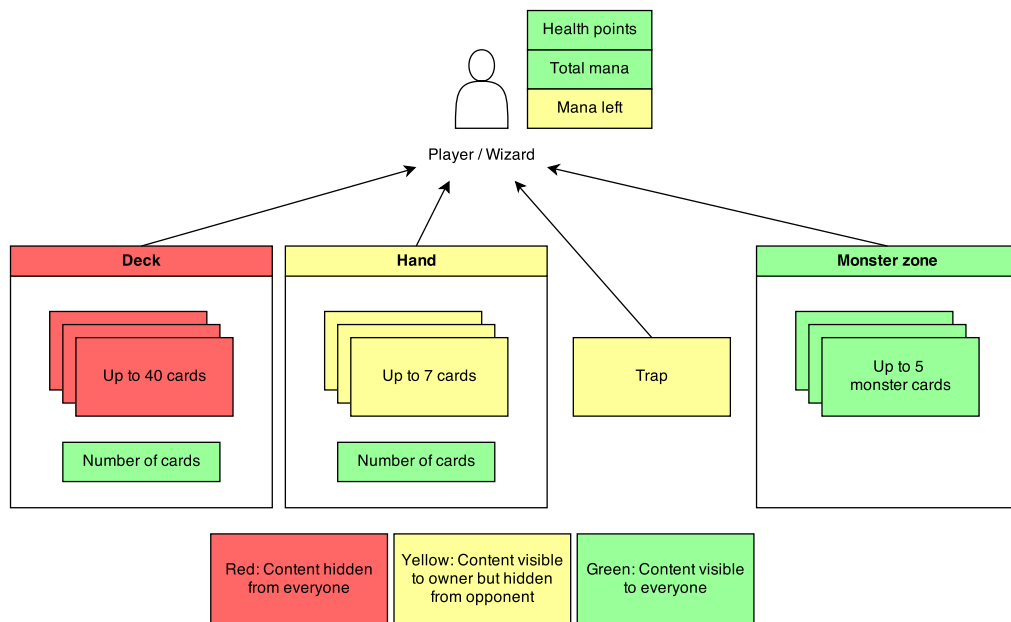 Health points
Total mana
Mana left
Player / Wizard
Deck
Hand
Monster zone
Up to 40 cards
Up to 7 cards
Trap
Up to 5
monster cards
Number of cards
Number of cards
Red: Content hidden
from everyone
Yellow: Content visible
to owner but hidden
from opponent
Green: Content visible
to everyone